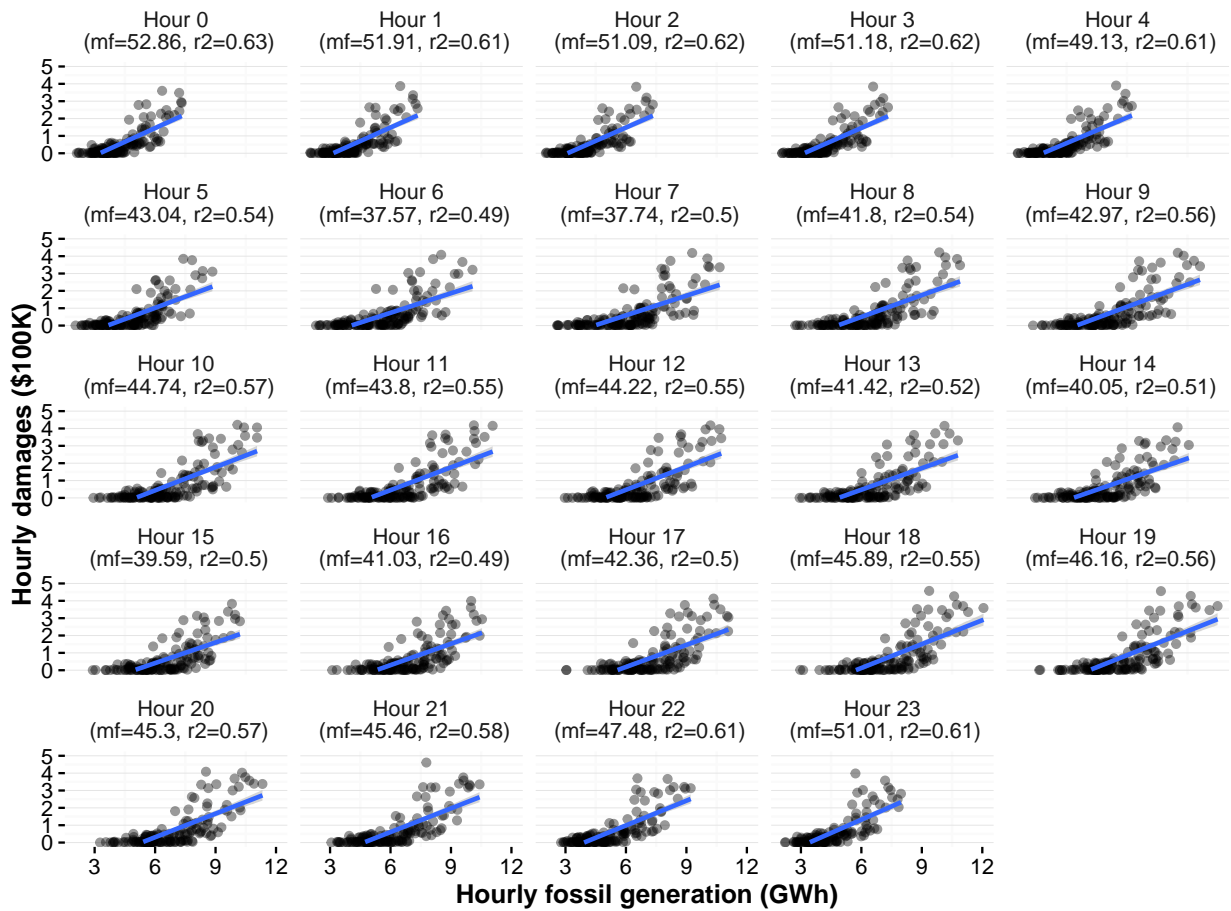 Hour 0
(mf=52.86, r2=0.63)
Hour 1
(mf=51.91, r2=0.61)
Hour 2
(mf=51.09, r2=0.62)
Hour 3
(mf=51.18, r2=0.62)
Hour 4
(mf=49.13, r2=0.61)
5
4
3
2
1
0
Hour 5
(mf=43.04, r2=0.54)
Hour 6
(mf=37.57, r2=0.49)
Hour 7
(mf=37.74, r2=0.5)
Hour 8
(mf=41.8, r2=0.54)
Hour 9
(mf=42.97, r2=0.56)
5
4
3
2
1
0
Hour 10
(mf=44.74, r2=0.57)
Hour 11
(mf=43.8, r2=0.55)
Hour 12
(mf=44.22, r2=0.55)
Hour 13
(mf=41.42, r2=0.52)
Hour 14
(mf=40.05, r2=0.51)
5
4
3
2
1
0
Hour 15
(mf=39.59, r2=0.5)
Hour 16
(mf=41.03, r2=0.49)
Hour 17
(mf=42.36, r2=0.5)
Hour 18
(mf=45.89, r2=0.55)
Hour 19
(mf=46.16, r2=0.56)
5
4
3
2
1
0
Hour 20
(mf=45.3, r2=0.57)
Hour 21
(mf=45.46, r2=0.58)
Hour 22
(mf=47.48, r2=0.61)
Hour 23
(mf=51.01, r2=0.61)
5
4
3
2
1
0
3 6 9 12 3 6 9 12 3 6 9 12 3 6 9 12
Hourly fossil generation (GWh)
Hourly damages ($100K)